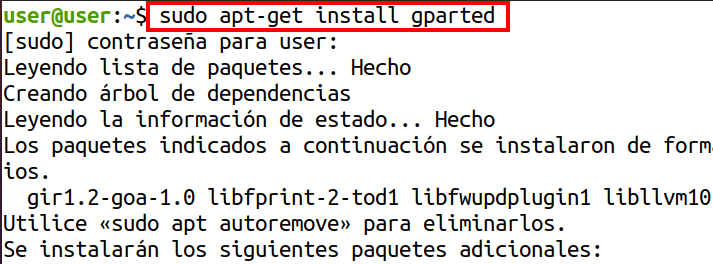 user@user:~$ sudo apt-get install gparted
[sudo] contraseña para user:
Leyendo lista de paquetes... Hecho
Creando árbol de dependencias
Leyendo la información de estado... Hecho
Los paquetes indicados a continuación se instalaron de form
ios.
  gir1.2-goa-1.0 libfprint-2-tod1 libfwupdplugin1 libllvm10
Utilice «sudo apt autoremove» para eliminarlos.
Se instalarán los siguientes paquetes adicionales: